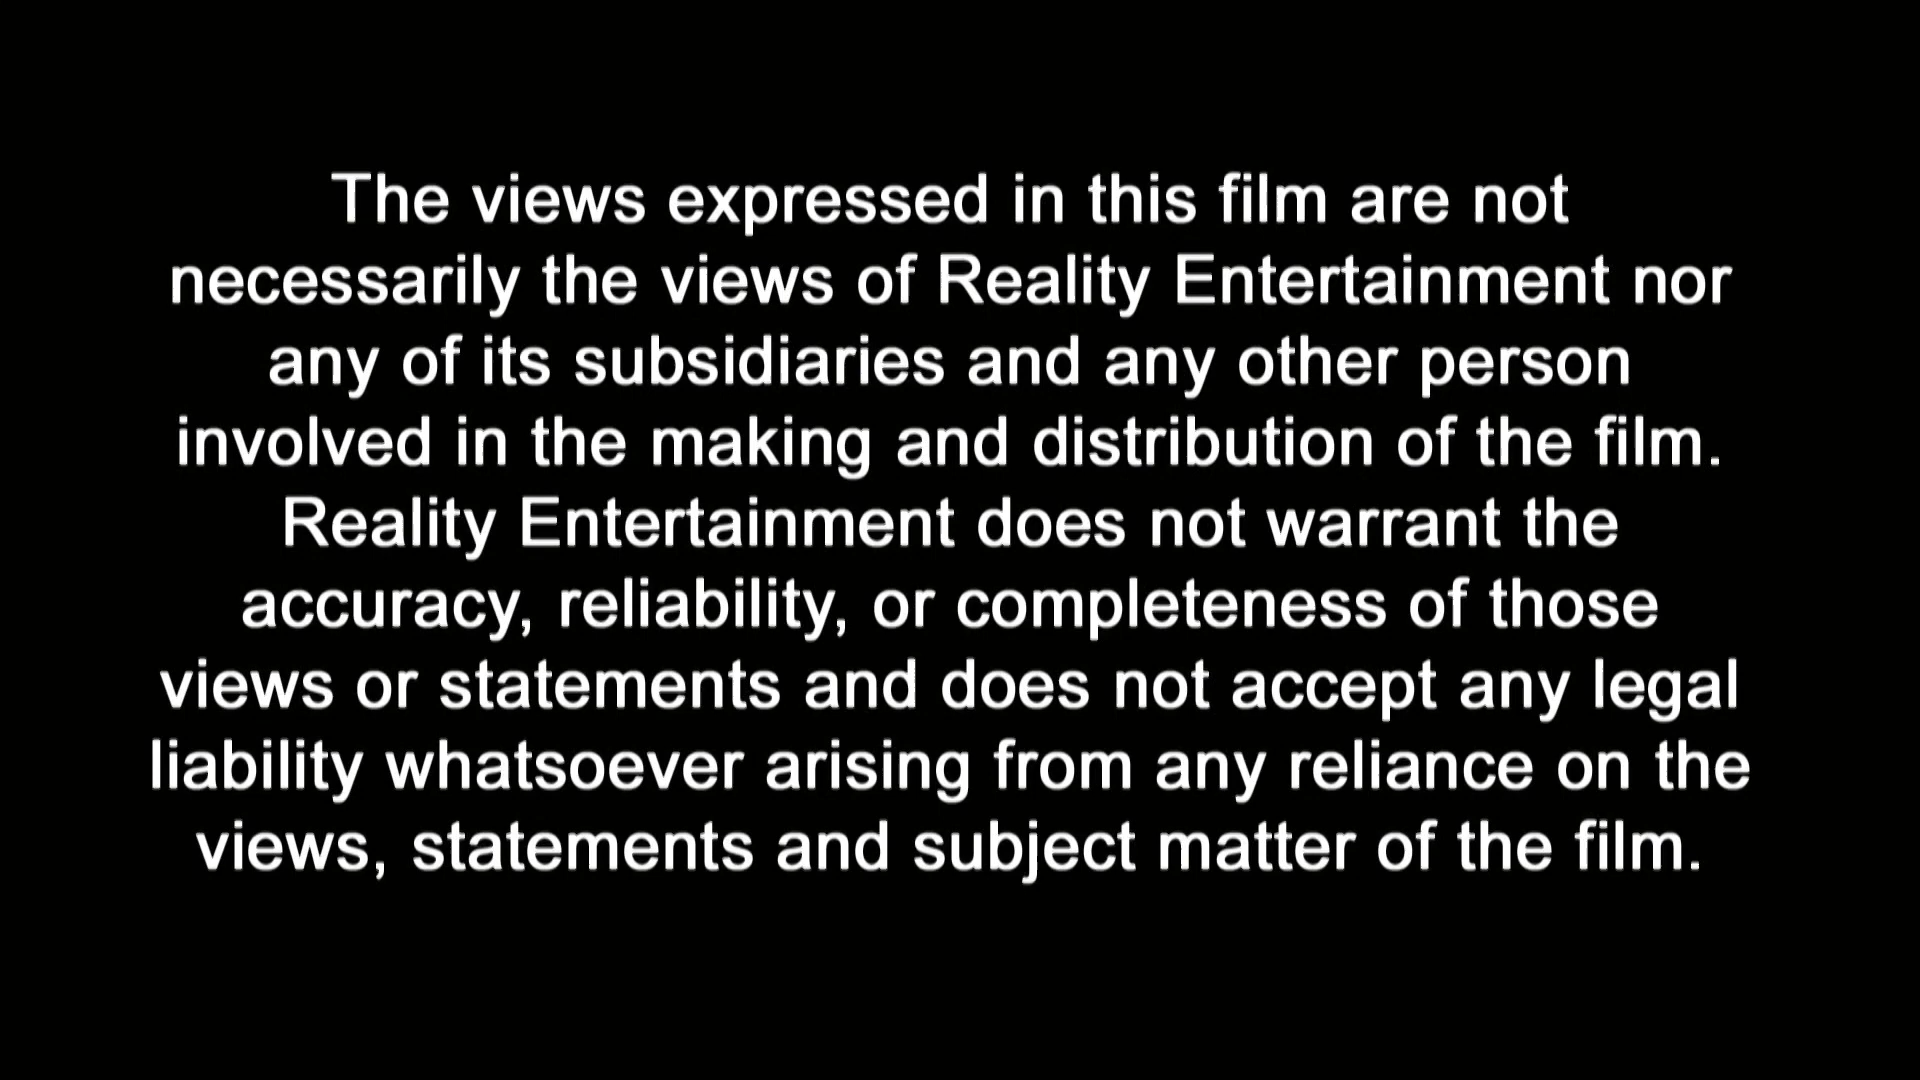 The views expressed in this film are not
necessarily the views of Reality Entertainment nor
any of its subsidiaries and any other person
involved in the making and distribution of the film.
Reality Entertainment does not warrant the
accuracy, reliability, or completeness of those
views or statements and does not accept any legal
liability whatsoever arising from any reliance on the
views, statements and subject matter of the film.